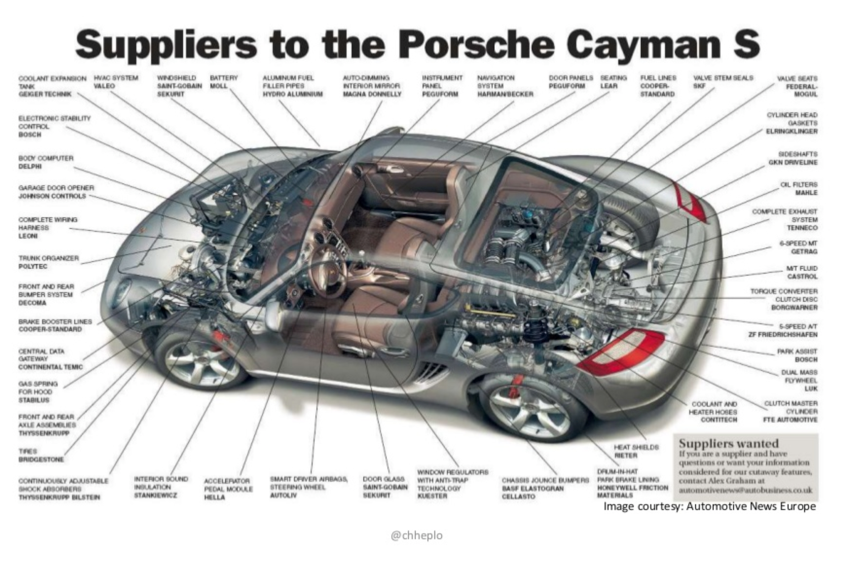 Suppliers to the Porsche Cayman S
COOLANT EXPANSION
TANK
GEIGER TECHNIK
HVAC SYSTEM
VALEO
WINDSHIELD
SAINT-GOBAIN
SEKURIT
BATTERY
MOLL
ALUMINUM FUEL
FILLER PIPES
HYDRO ALUMINIUM
AUTO-DIMMING
INTERIOR MIRROR
MAGNA DONNELLY
INSTRUMENT
PANEL
PEGUFORM
NAVIGATION
SYSTEM
HARMAN/BECKER
DOOR PANELS
PEGUFORM
SEATING
LEAR
FUEL LINES
COOPER-
STANDARD
VALVE STEM SEALS
SKF
VALVE SEATS
FEDERAL-
MOGUL
ELECTRONIC STABILITY
CONTROL
BOSCH
BODY COMPUTER
DELPHI
GARAGE DOOR OPENER
JOHNSON CONTROLS
COMPLETE WIRING
HARNESS
LEONI
TRUNK ORGANIZER
POLYTEC
FRONT AND REAR
BUMPER SYSTEM
DECOMA
BRAKE BOOSTER LINES
COOPER-STANDARD
CENTRAL DATA
GATEWAY
CONTINENTAL TEMIC
GAS SPRING
FOR HOOD
STABILUS
FRONT AND REAR
AXLE ASSEMBLIES
THYSSENKRUPP
TIRES
BRIDGESTONE
CONTINUOUSLY ADJUSTABLE
SHOCK ABSORBERS
THYSSENKRUPP BILSTEIN
INTERIOR SOUND
INSULATION
STANKIEWICZ
ACCELERATOR
PEDAL MODULE
HELLA
SMART DRIVER AIRBAGS,
STEERING WHEEL
AUTOLIV
DOOR GLASS
SAINT-GOBAIN
SEKURIT
WINDOW REGULATORS
WITH ANTI-TRAP
TECHNOLOGY
KUESTER
CHASSIS JOUNCE BUMPERS
BASF ELASTOGRAN
CELLASTO
HEAT SHIELDS
RIETER
DRUM-IN-HAT
PARK BRAKE LINING
HONEYWELL FRICTION
MATERIALS
CYLINDER HEAD
GASKETS
ELRINGKLINGER
SIDESHAFTS
GKN DRIVELINE
OIL FILTERS
MAHLE
COMPLETE EXHAUST
SYSTEM
TENNECO
6-SPEED MT
GETRAG
M/T FLUID
CASTROL
TORQUE CONVERTER
CLUTCH DISC
BORGWARNER
5-SPEED A/T
ZF FRIEDRICHSHAFEN
PARK ASSIST
BOSCH
DUAL MASS
FLYWHEEL
LUK
CLUTCH MASTER
CYLINDER
FTE AUTOMOTIVE
COOLANT AND
HEATER HOSES
CONTITECH
Suppliers wanted
If you are a supplier and have
questions or want your information
considered for our cutaway features,
contact Alex Graham at
automotivenews@autobusiness.co.uk
Image courtesy: Automotive News Europe
@chheplo